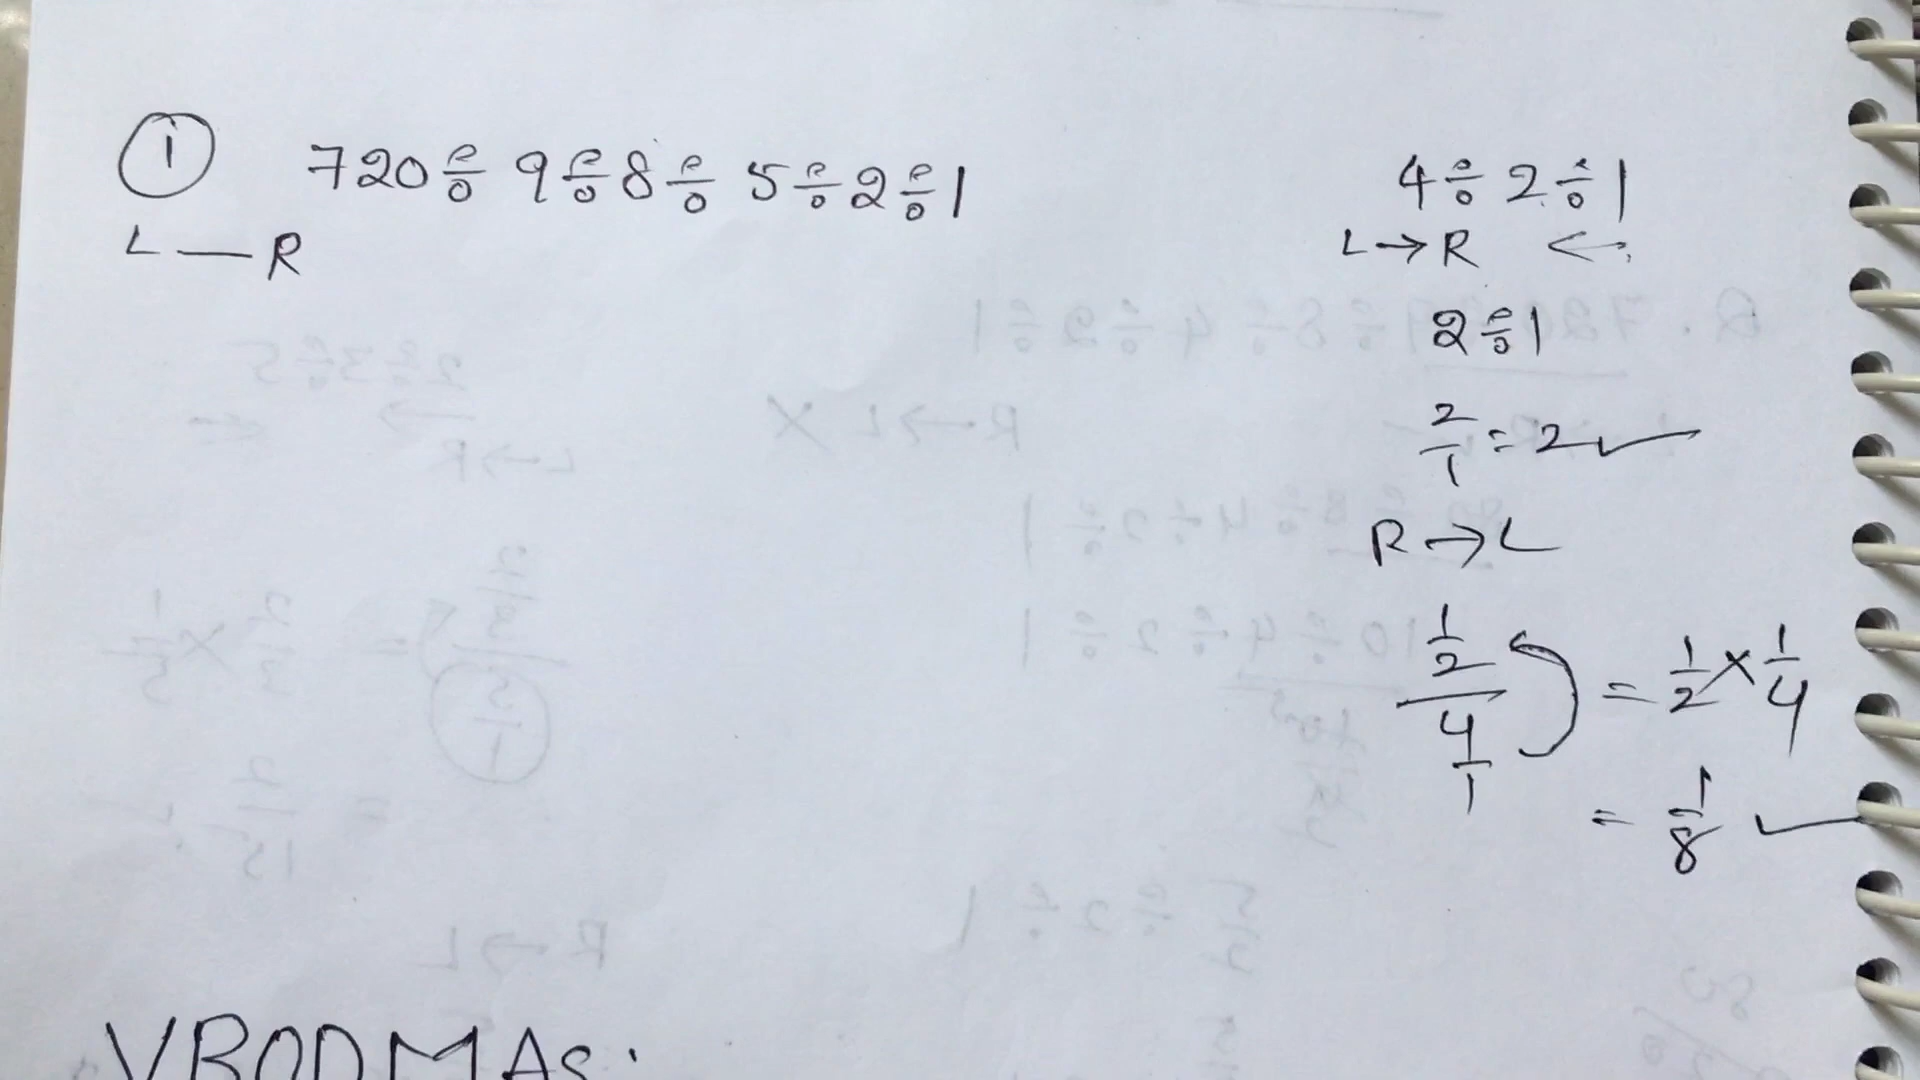 ① 720 ÷ 9 ÷ 8 ÷ 5 ÷ 2 ÷ 1
L — R
4 ÷ 2 ÷ 1
L → R ←
2 ÷ 1
2/1 = 2 ✓
R → L
1/2 / 4/1 = 1/2 × 1/4
= 1/8 ✓
VBODMAS: